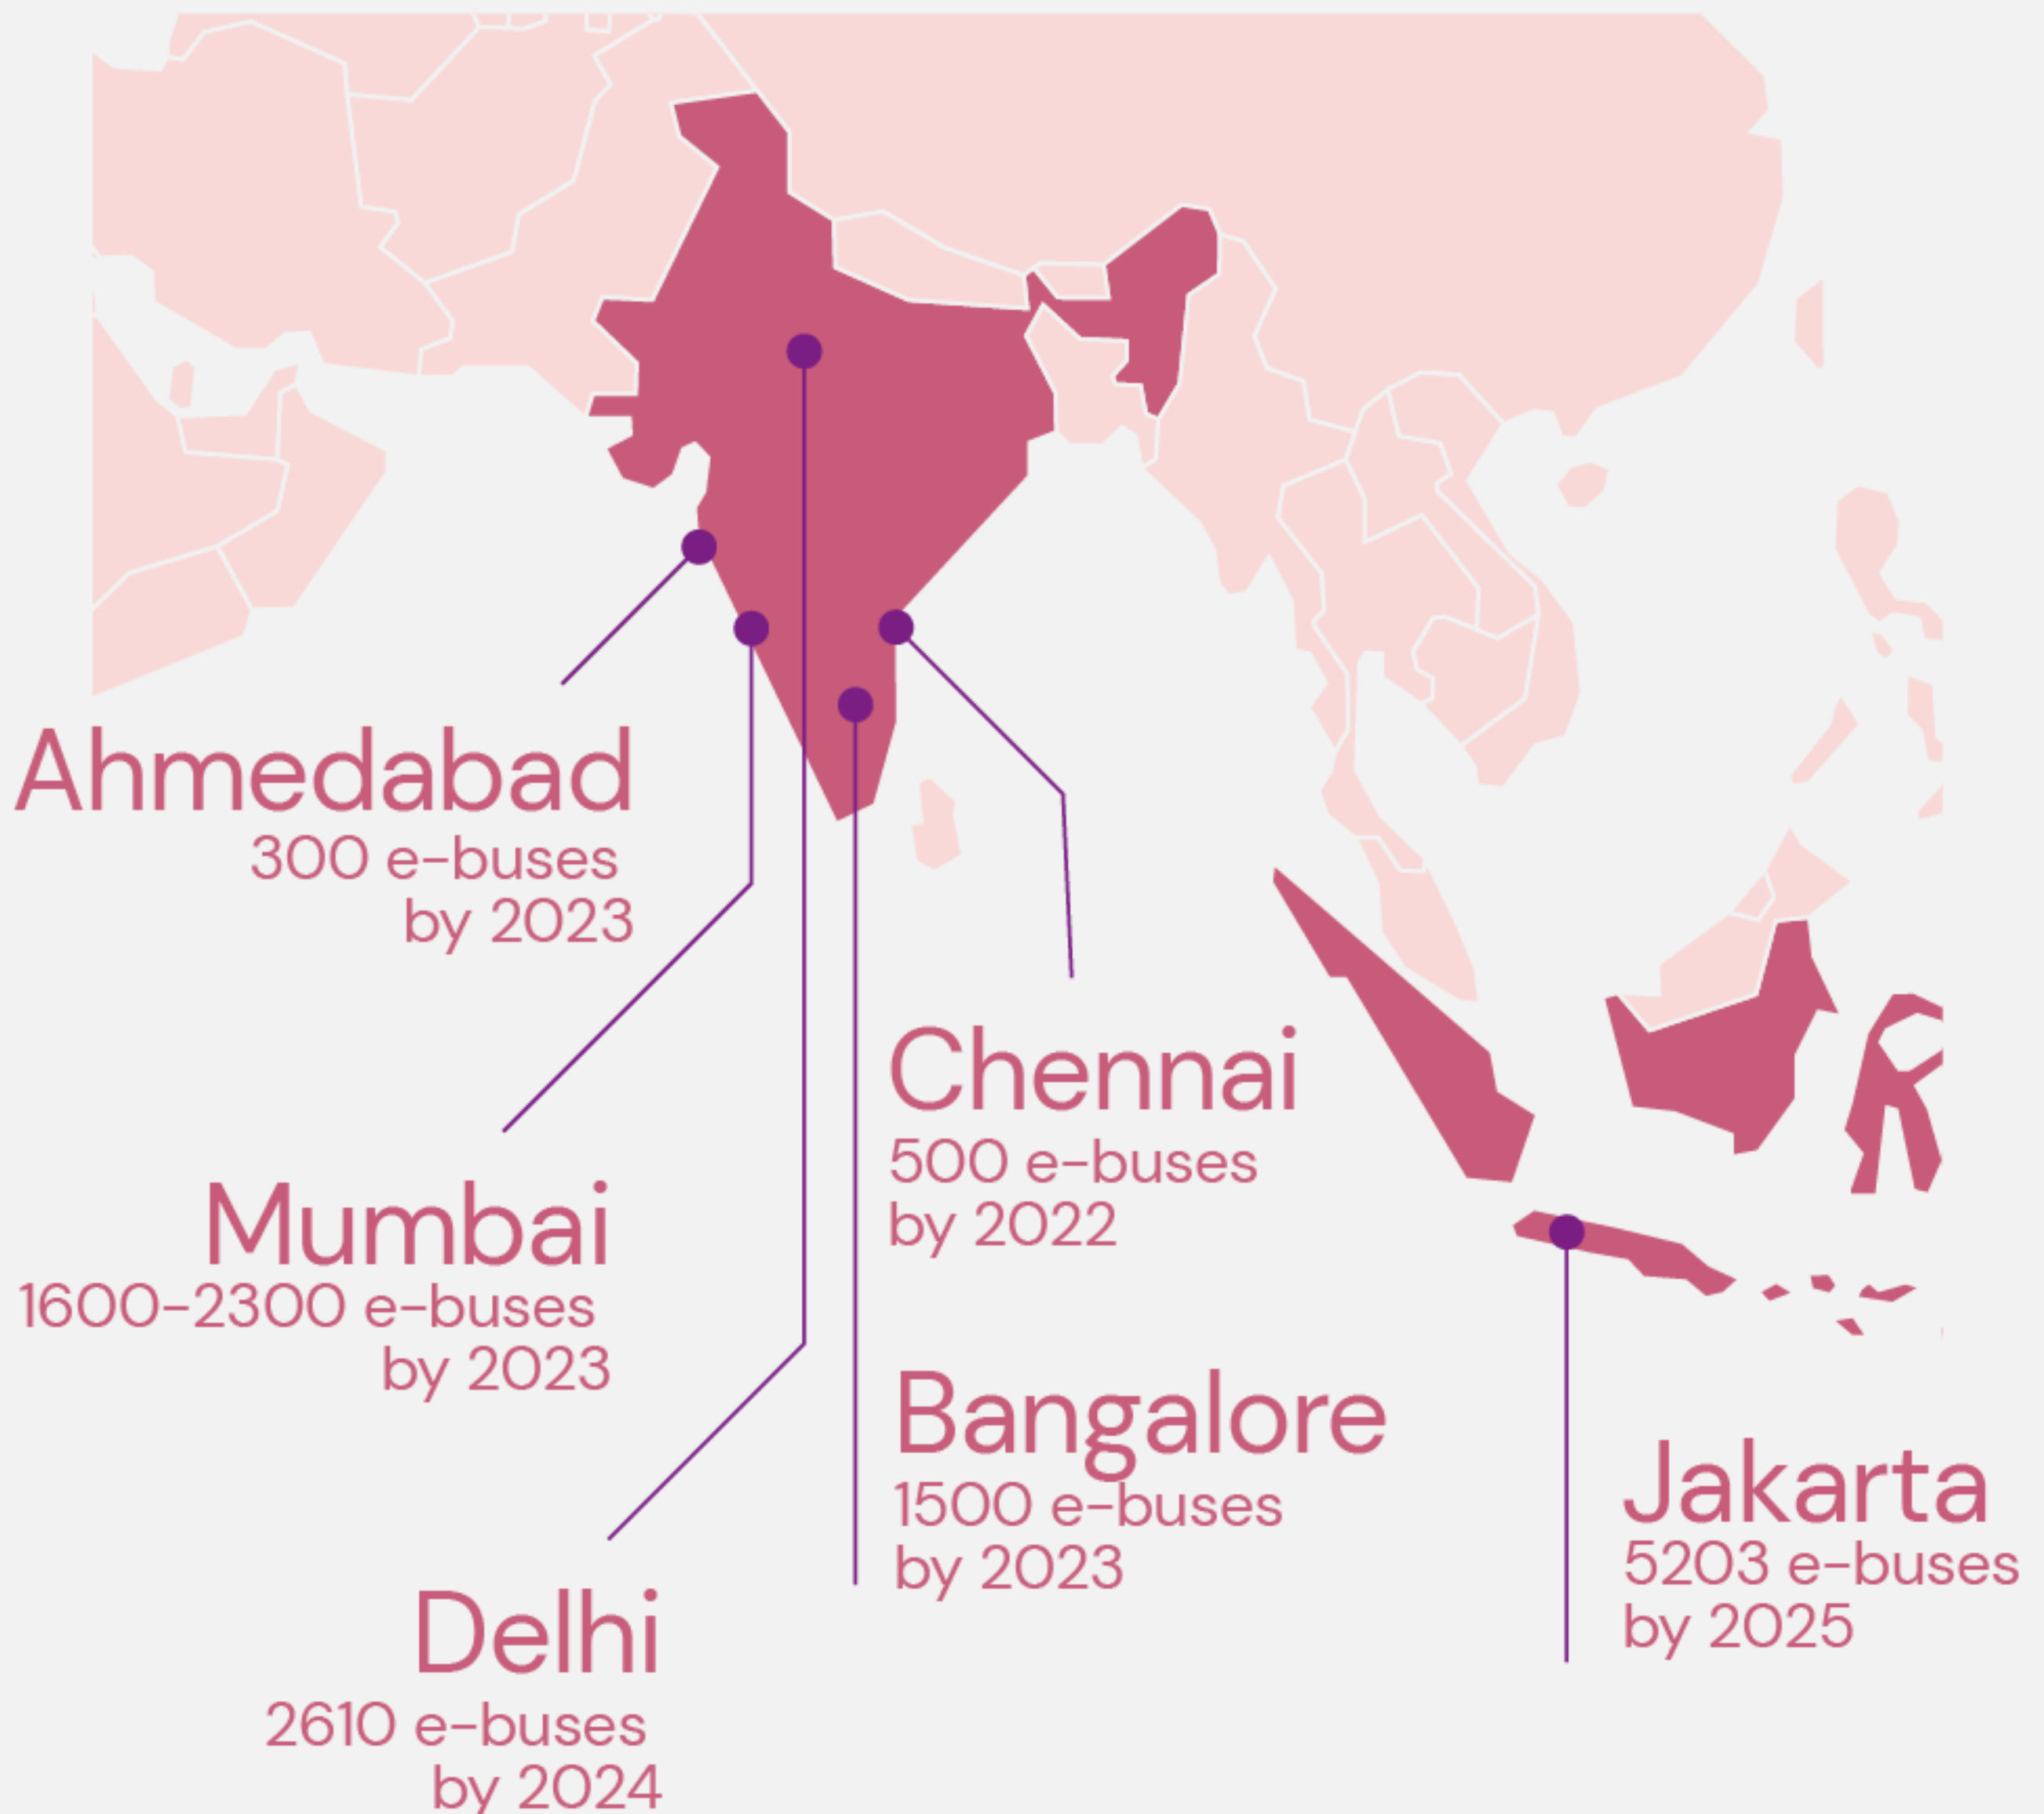 Ahmedabad
300 e–buses
by 2023
Chennai
500 e–buses
by 2022
Mumbai
1600–2300 e–buses
by 2023
Bangalore
1500 e–buses
by 2023
Jakarta
5203 e–buses
by 2025
Delhi
2610 e–buses
by 2024